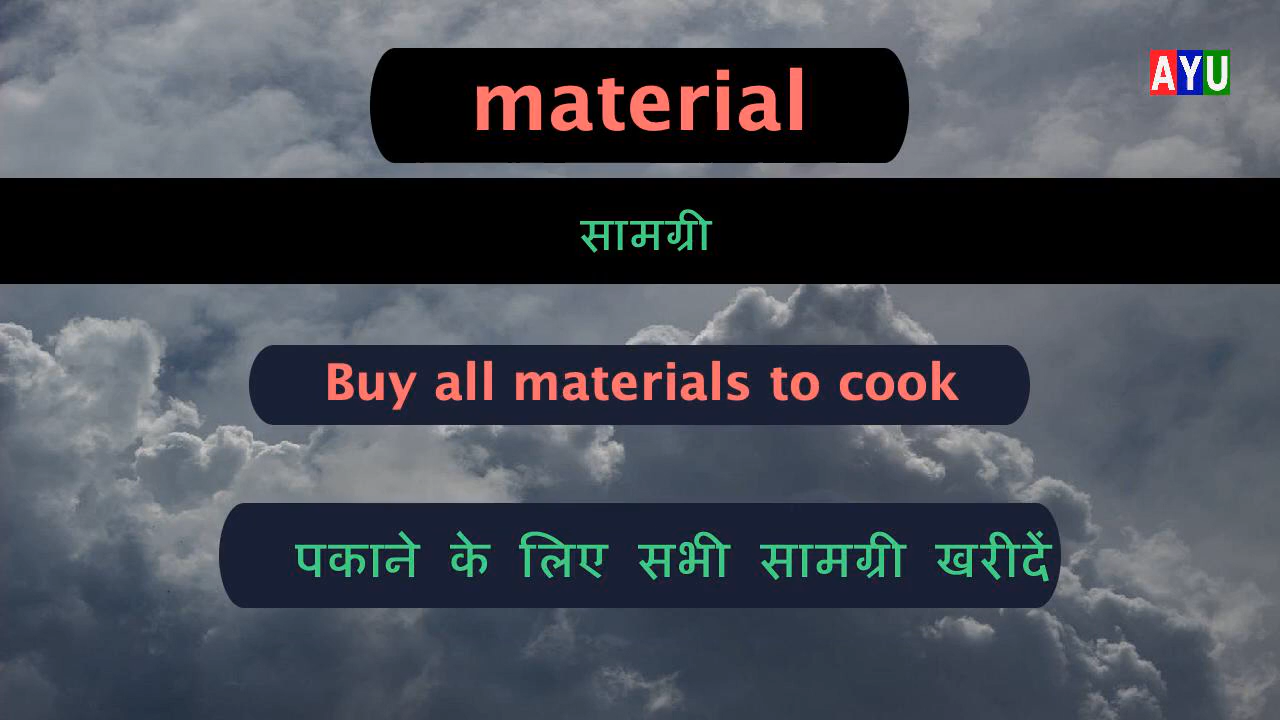 material
AYU
सामग्री
Buy all materials to cook
पकाने के लिए सभी सामग्री खरीदें